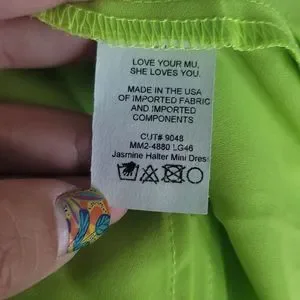 LOVE YOUR MU,
SHE LOVES YOU.
MADE IN THE USA
OF IMPORTED FABRIC
AND IMPORTED
COMPONENTS
CUT# 9048
MM2-4880 LG46
Jasmine Halter Mini Dress